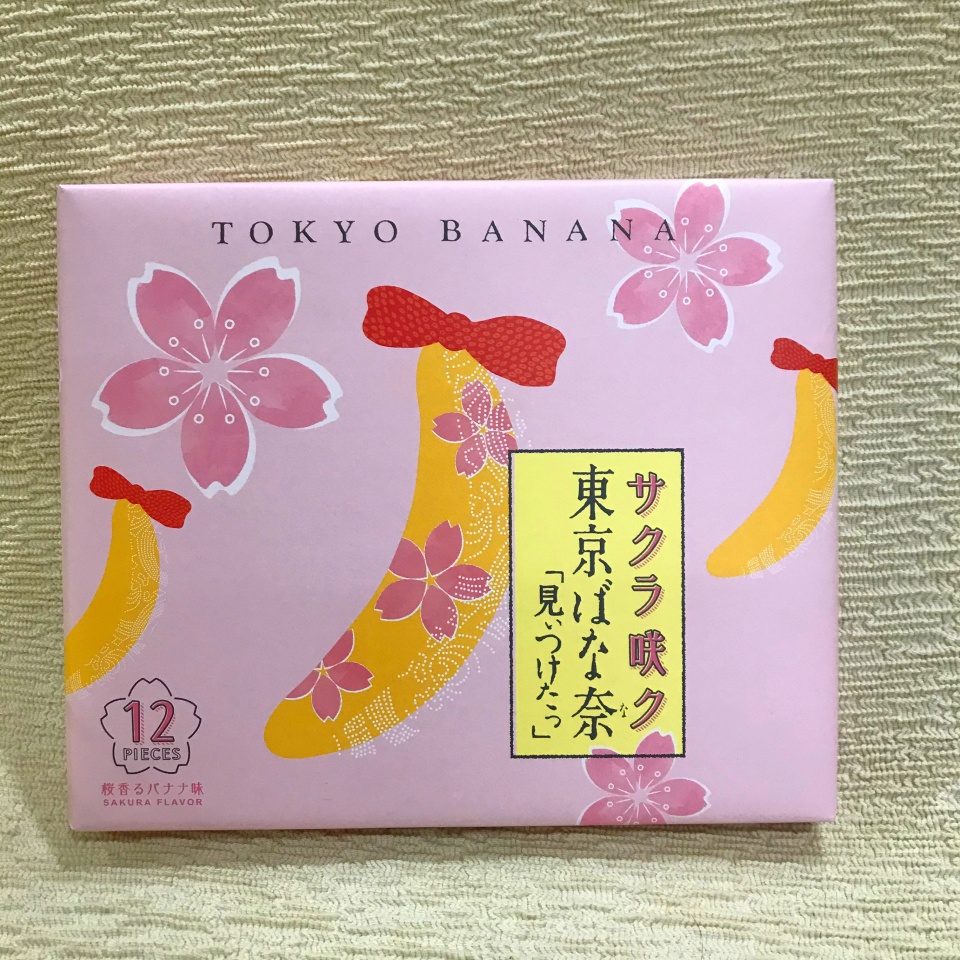 TOKYO BANANA
サクラ咲ク
東京ばな奈
な
「見ぃつけたっ」
12
PIECES
桜香るバナナ味
SAKURA FLAVOR